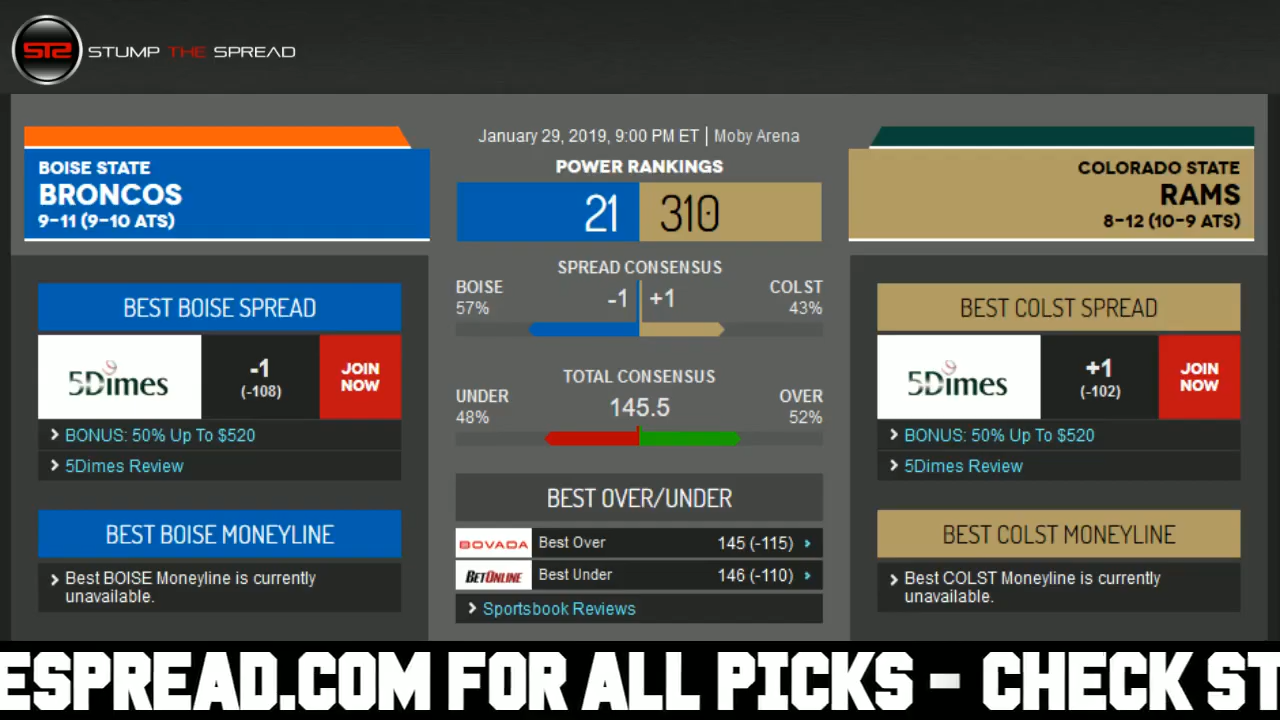 STS STUMP THE SPREAD
January 29, 2019, 9:00 PM ET | Moby Arena
BOISE STATE
BRONCOS
9-11 (9-10 ATS)
POWER RANKINGS
21 310
COLORADO STATE
RAMS
8-12 (10-9 ATS)
BEST BOISE SPREAD
5Dimes
-1
(-108)
JOIN
NOW
BONUS: 50% Up To $520
5Dimes Review
BEST BOISE MONEYLINE
Best BOISE Moneyline is currently
unavailable.
SPREAD CONSENSUS
BOISE
57%
-1 +1
COLST
43%
TOTAL CONSENSUS
UNDER
48%
145.5
OVER
52%
BEST OVER/UNDER
BOVADA Best Over 145 (-115)
BETONLINE Best Under 146 (-110)
Sportsbook Reviews
BEST COLST SPREAD
5Dimes
+1
(-102)
JOIN
NOW
BONUS: 50% Up To $520
5Dimes Review
BEST COLST MONEYLINE
Best COLST Moneyline is currently
unavailable.
ESPREAD.COM FOR ALL PICKS - CHECK ST